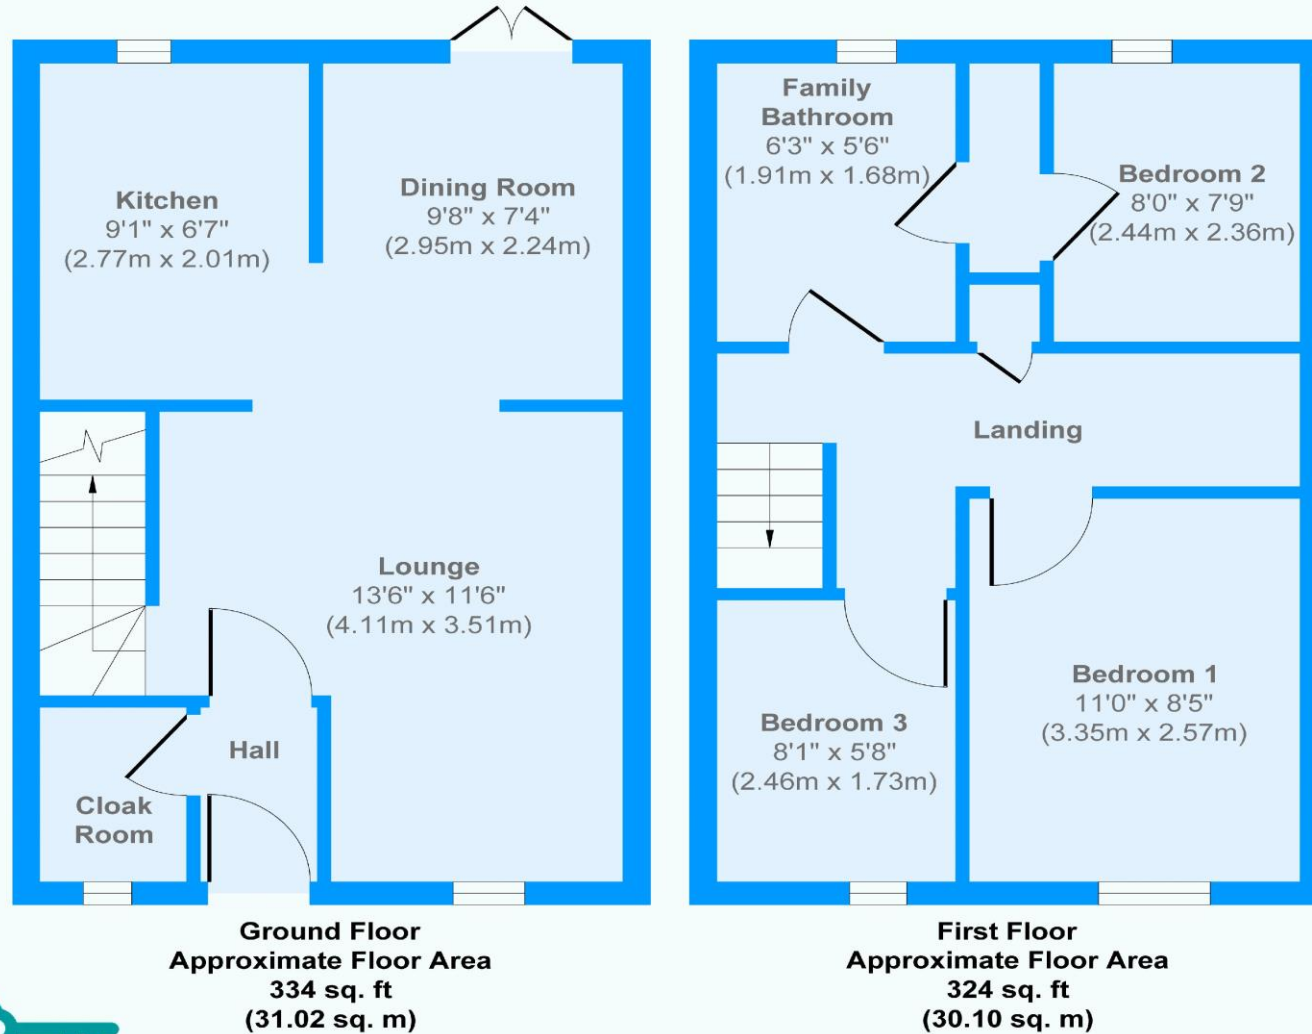 Kitchen
9'1" x 6'7"
(2.77m x 2.01m)
Dining Room
9'8" x 7'4"
(2.95m x 2.24m)
Lounge
13'6" x 11'6"
(4.11m x 3.51m)
Hall
Cloak
Room
Ground Floor
Approximate Floor Area
334 sq. ft
(31.02 sq. m)
Family
Bathroom
6'3" x 5'6"
(1.91m x 1.68m)
Bedroom 2
8'0" x 7'9"
(2.44m x 2.36m)
Landing
Bedroom 1
11'0" x 8'5"
(3.35m x 2.57m)
Bedroom 3
8'1" x 5'8"
(2.46m x 1.73m)
First Floor
Approximate Floor Area
324 sq. ft
(30.10 sq. m)